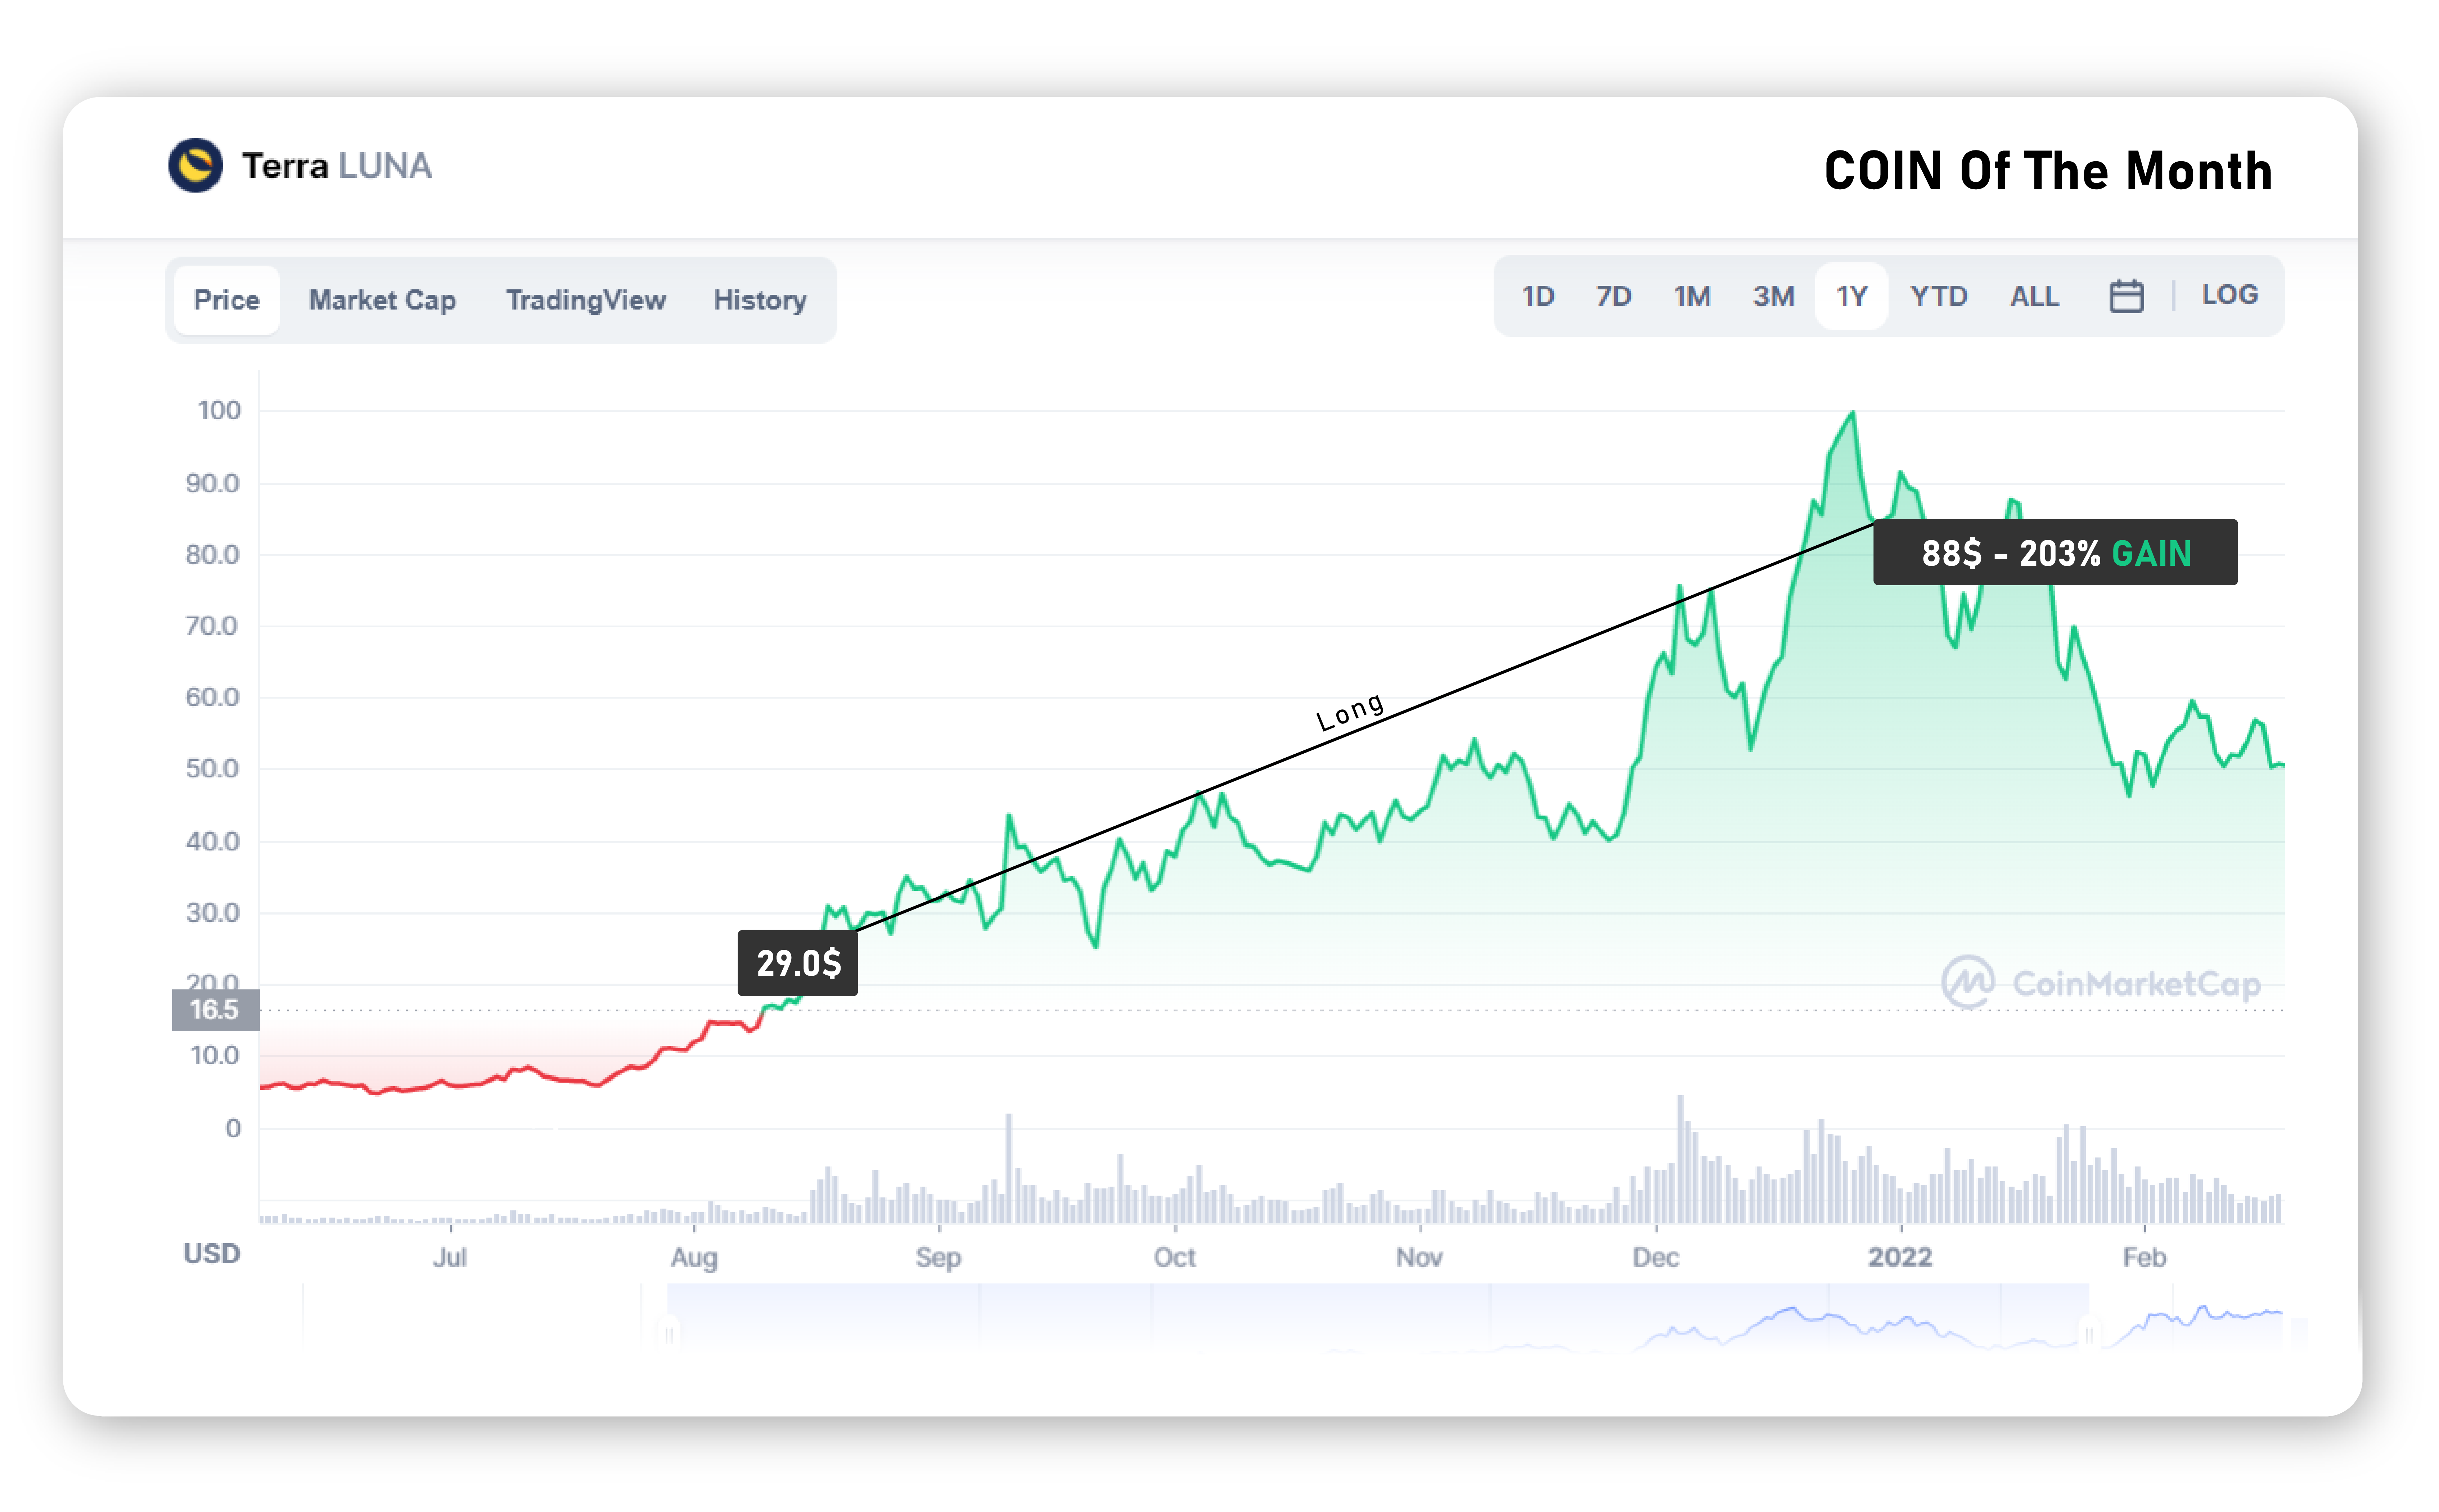 Terra LUNA
COIN Of The Month
Price Market Cap TradingView History
1D 7D 1M 3M 1Y YTD ALL LOG
100
90.0
80.0
88$ - 203% GAIN
70.0
60.0
Long
50.0
40.0
30.0
29.0$
20.0
CoinMarketCap
16.5
10.0
0
USD Jul Aug Sep Oct Nov Dec 2022 Feb